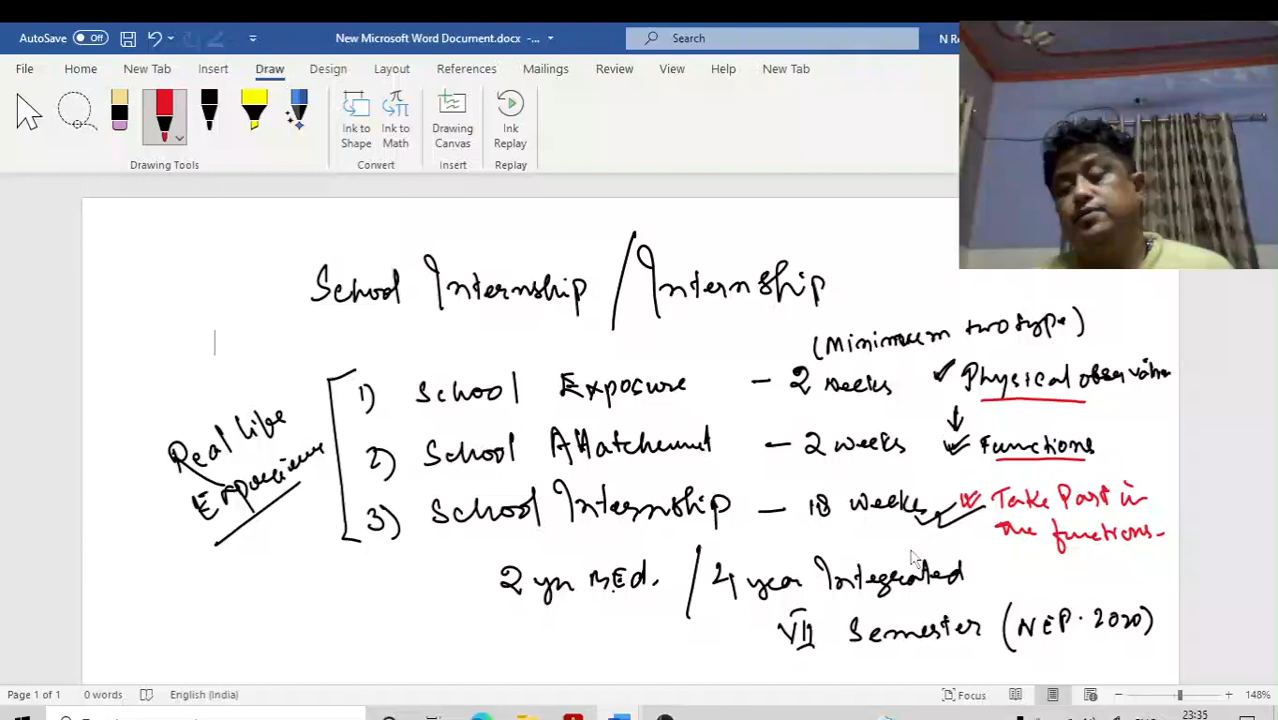 AutoSave Off New Microsoft Word Document.docx -... Search N Re
File Home New Tab Insert Draw Design Layout References Mailings Review View Help New Tab
Ink to Shape Ink to Math Drawing Canvas Ink Replay
Drawing Tools Convert Insert Replay
School Internship / Internship
(Minimum two type)
1) School Exposure - 2 weeks ✓ Physical observation
2) School Attatchemnt - 2 weeks ✓ Functions
3) School Internship - 18 weeks Take Part in
the functions.
Real life
Experience
2 yr B.Ed. / 4 year Integrated
VII Semester (NEP. 2020)
Page 1 of 1 0 words English (India) Focus 148%
23:35